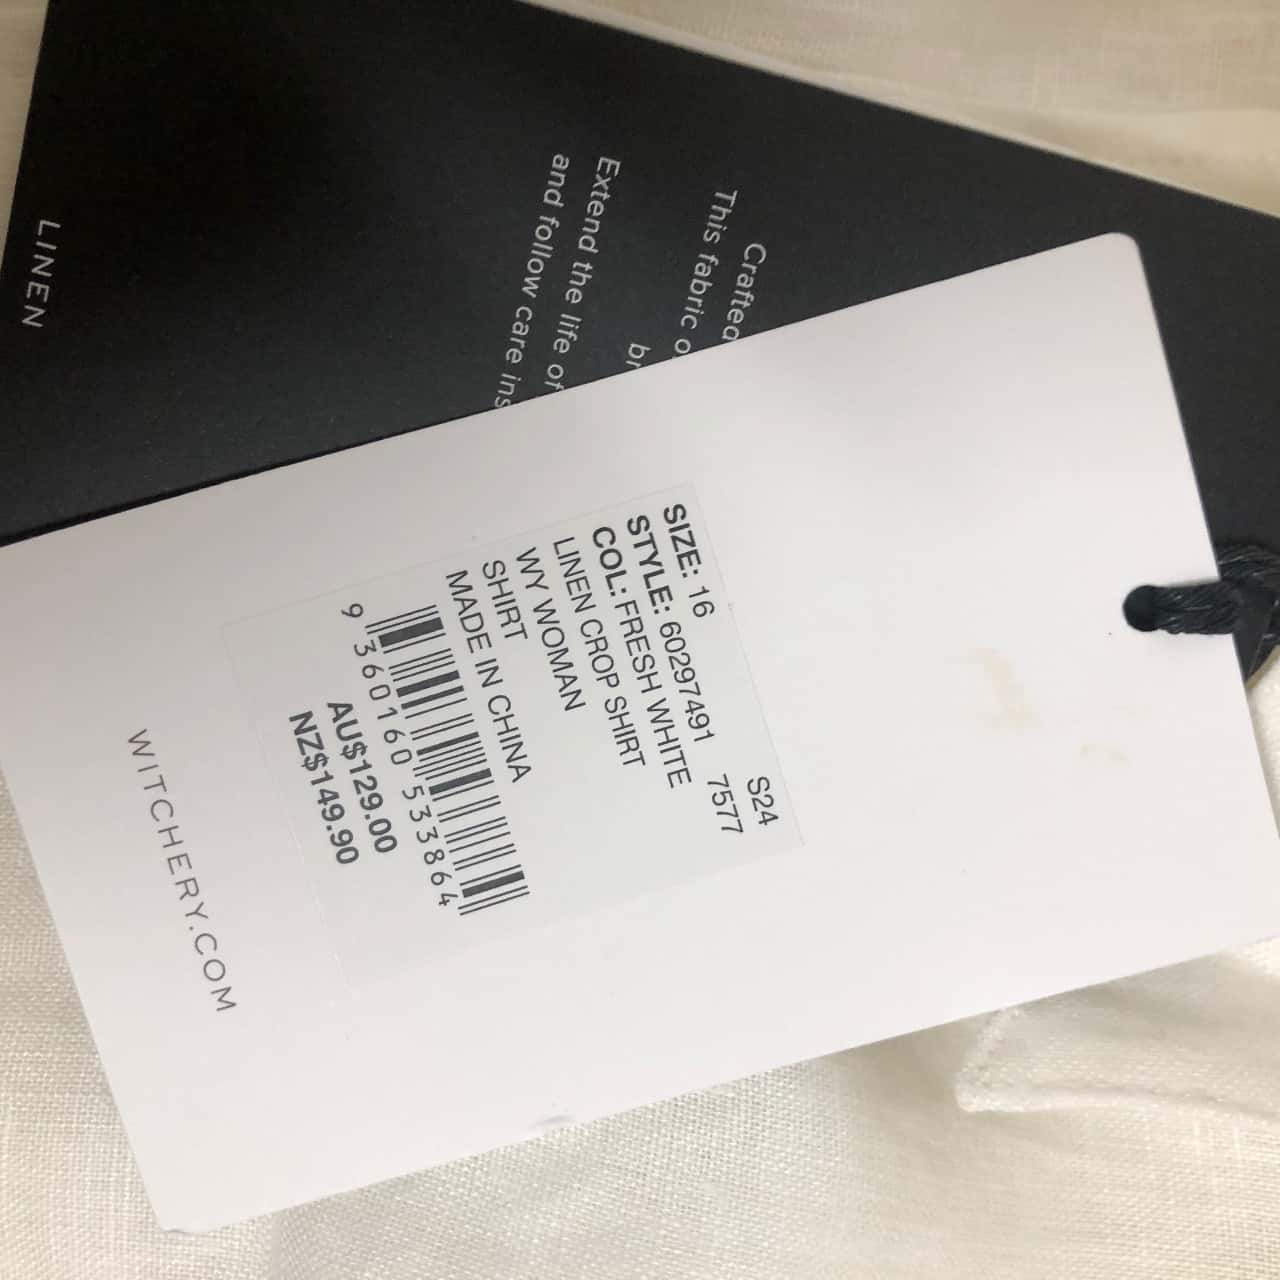 LINEN
Crafted
This fabric
br
Extend the life of
and follow care ins
S24
SIZE: 16
STYLE: 60297491 7577
COL: FRESH WHITE
LINEN CROP SHIRT
WY WOMAN
SHIRT
MADE IN CHINA
9 360160 533864
AU$129.00
NZ$149.90
WITCHERY.COM